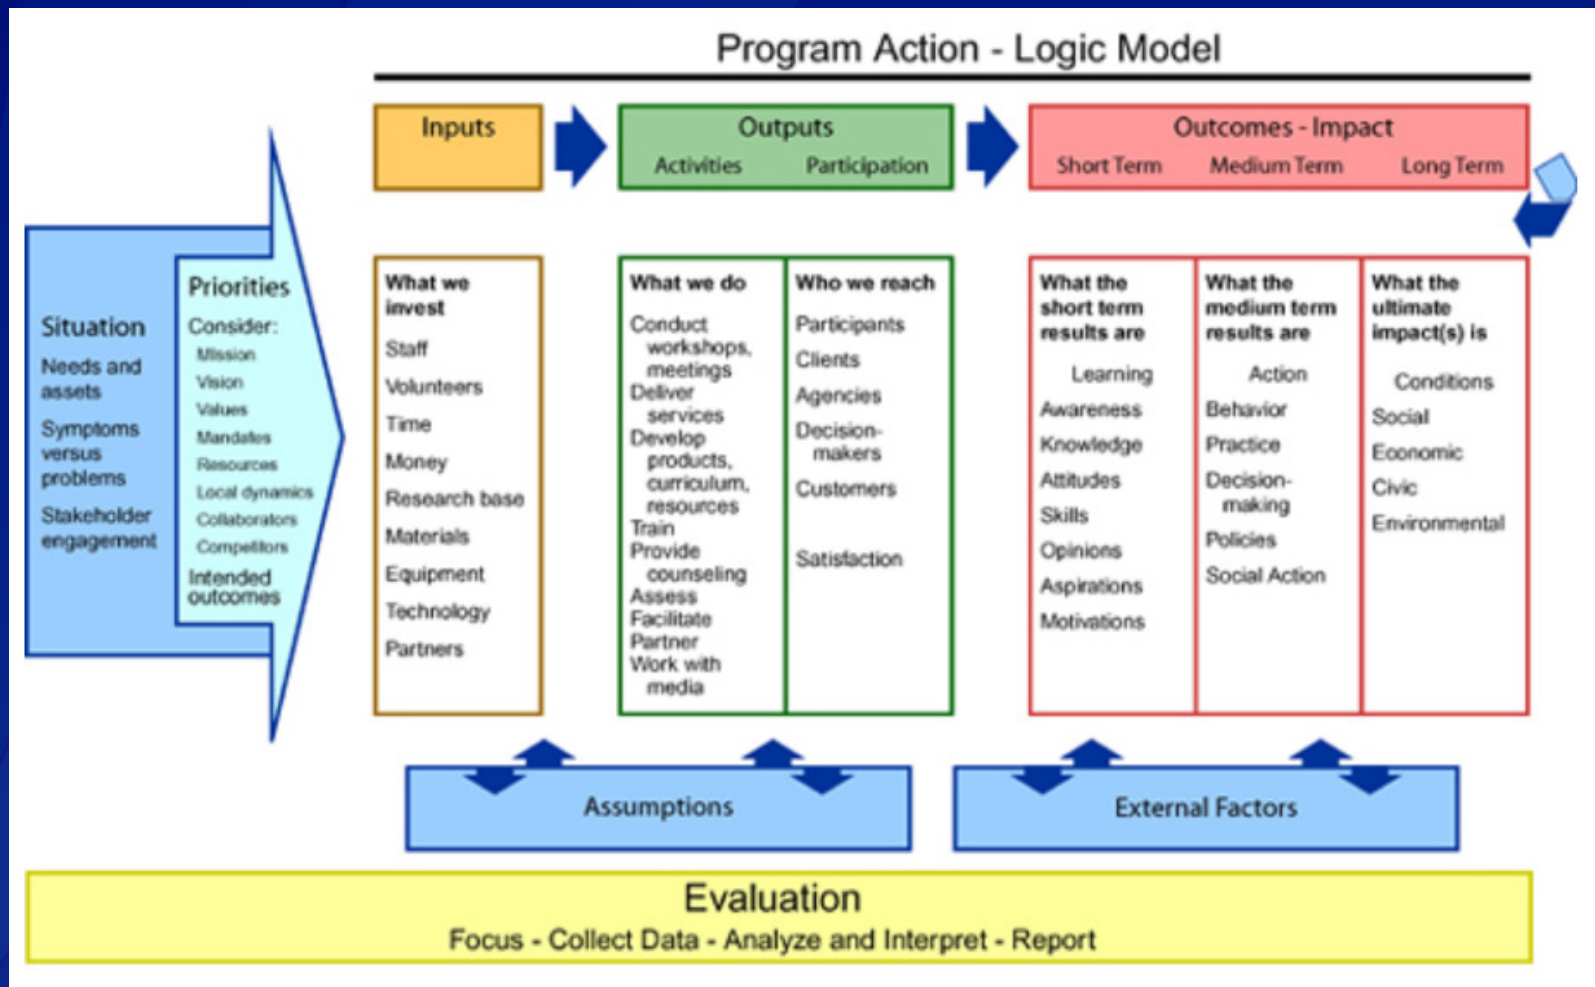 Program Action - Logic Model
Inputs
Outputs
Activities Participation
Outcomes - Impact
Short Term Medium Term Long Term
Situation
Needs and
assets
Symptoms
versus
problems
Stakeholder
engagement
Priorities
Consider:
Mission
Vision
Values
Mandates
Resources
Local dynamics
Collaborators
Competitors
Intended
outcomes
What we
invest
Staff
Volunteers
Time
Money
Research base
Materials
Equipment
Technology
Partners
What we do
Conduct
workshops,
meetings
Deliver
services
Develop
products,
curriculum,
resources
Train
Provide
counseling
Assess
Facilitate
Partner
Work with
media
Who we reach
Participants
Clients
Agencies
Decision-
makers
Customers
Satisfaction
What the
short term
results are
Learning
Awareness
Knowledge
Attitudes
Skills
Opinions
Aspirations
Motivations
What the
medium term
results are
Action
Behavior
Practice
Decision-
making
Policies
Social Action
What the
ultimate
impact(s) is
Conditions
Social
Economic
Civic
Environmental
Assumptions
External Factors
Evaluation
Focus - Collect Data - Analyze and Interpret - Report